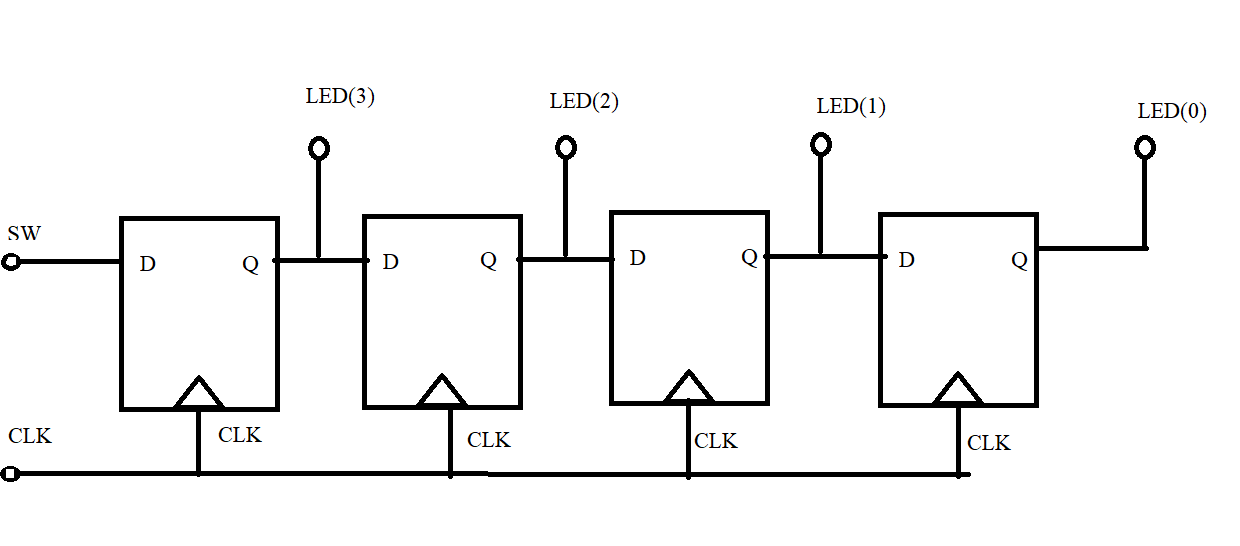 LED(3)
LED(2)
LED(1)
LED(0)
SW
D
Q
D
Q
D
Q
D
Q
CLK
CLK
CLK
CLK
CLK